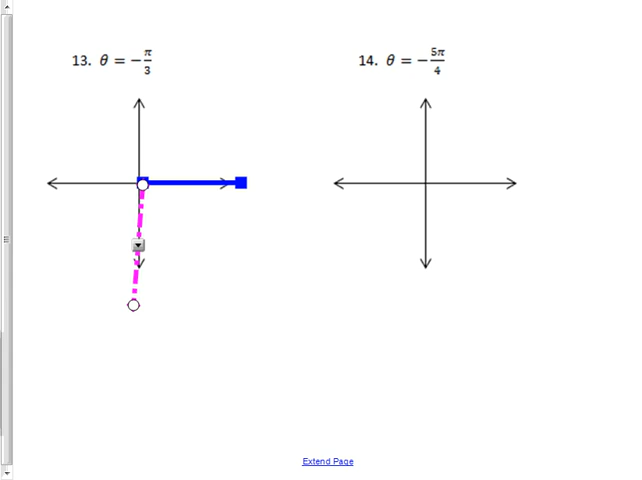 13. θ = −π/3
14. θ = −5π/4
Extend Page